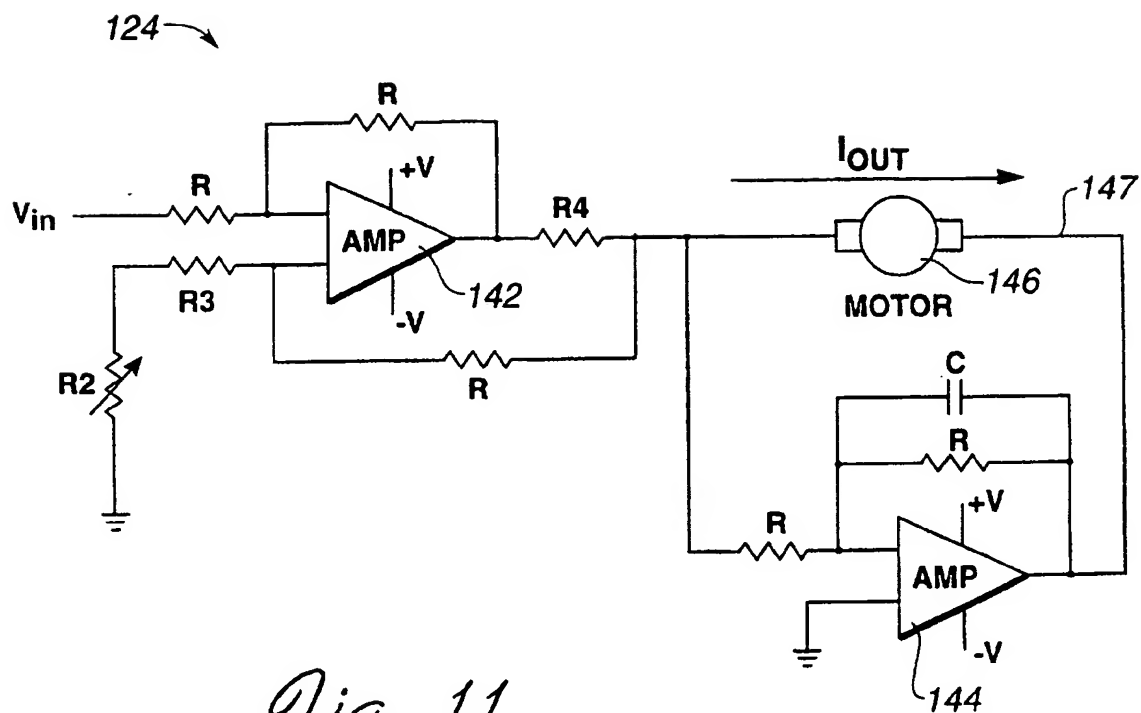 124
R
+V
I_OUT
147
R
R4
V_in
AMP
142
R3
146
-V
MOTOR
R
R2
C
R
+V
R
AMP
-V
144
Fig. 11